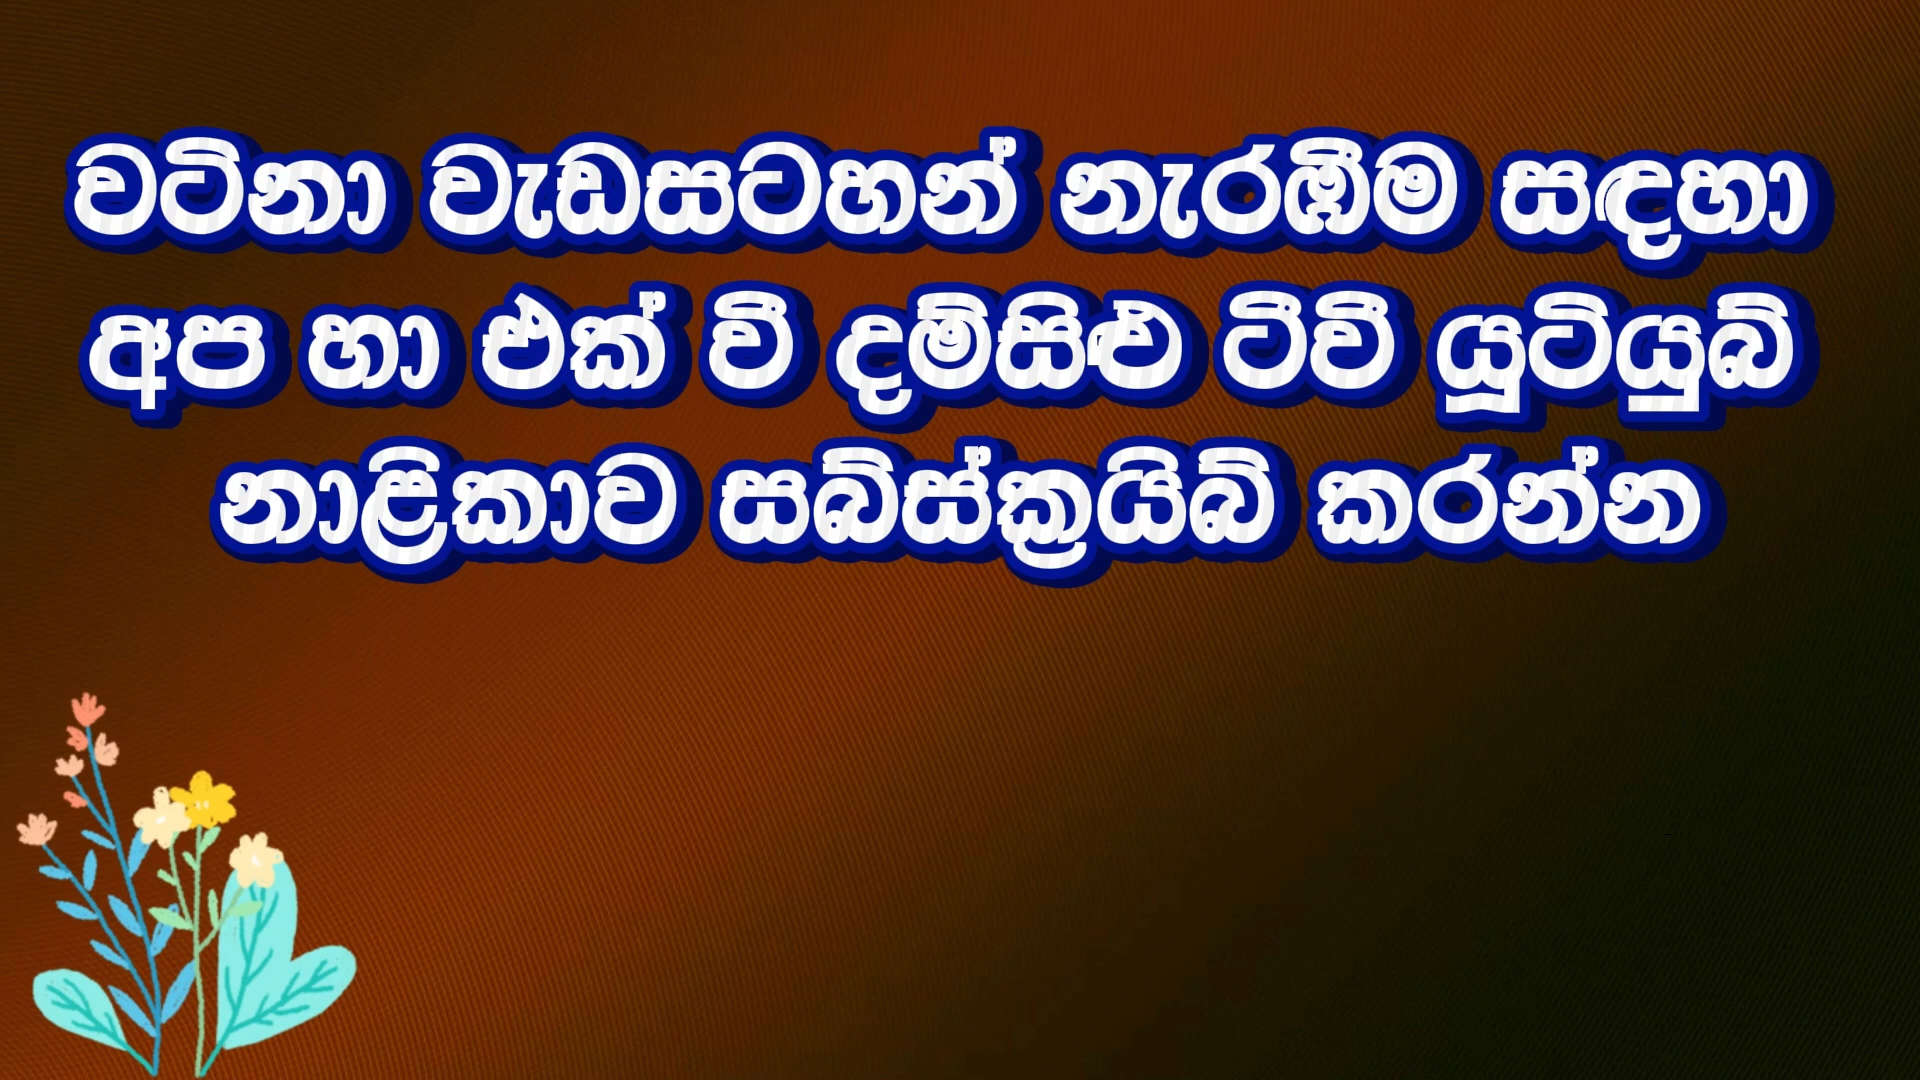 වටිනා වැඩසටහන් නැරඹීම සඳහා
අප හා එක් වී දම්සිළු ටීවී යූටියුබ්
නාළිකාව සබ්ස්ක්‍රයිබ් කරන්න